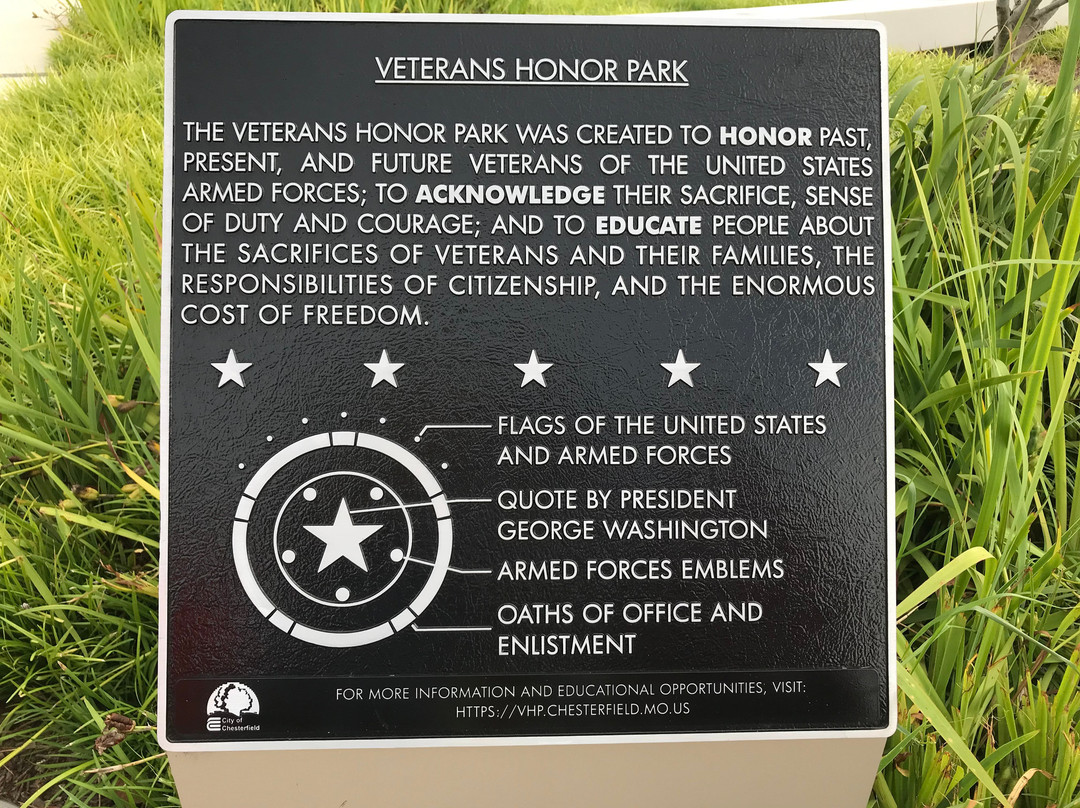 VETERANS HONOR PARK
THE VETERANS HONOR PARK WAS CREATED TO HONOR PAST,
PRESENT, AND FUTURE VETERANS OF THE UNITED STATES
ARMED FORCES; TO ACKNOWLEDGE THEIR SACRIFICE, SENSE
OF DUTY AND COURAGE; AND TO EDUCATE PEOPLE ABOUT
THE SACRIFICES OF VETERANS AND THEIR FAMILIES, THE
RESPONSIBILITIES OF CITIZENSHIP, AND THE ENORMOUS
COST OF FREEDOM.
FLAGS OF THE UNITED STATES
AND ARMED FORCES
QUOTE BY PRESIDENT
GEORGE WASHINGTON
ARMED FORCES EMBLEMS
OATHS OF OFFICE AND
ENLISTMENT
City of
Chesterfield
FOR MORE INFORMATION AND EDUCATIONAL OPPORTUNITIES, VISIT:
HTTPS://VHP.CHESTERFIELD.MO.US